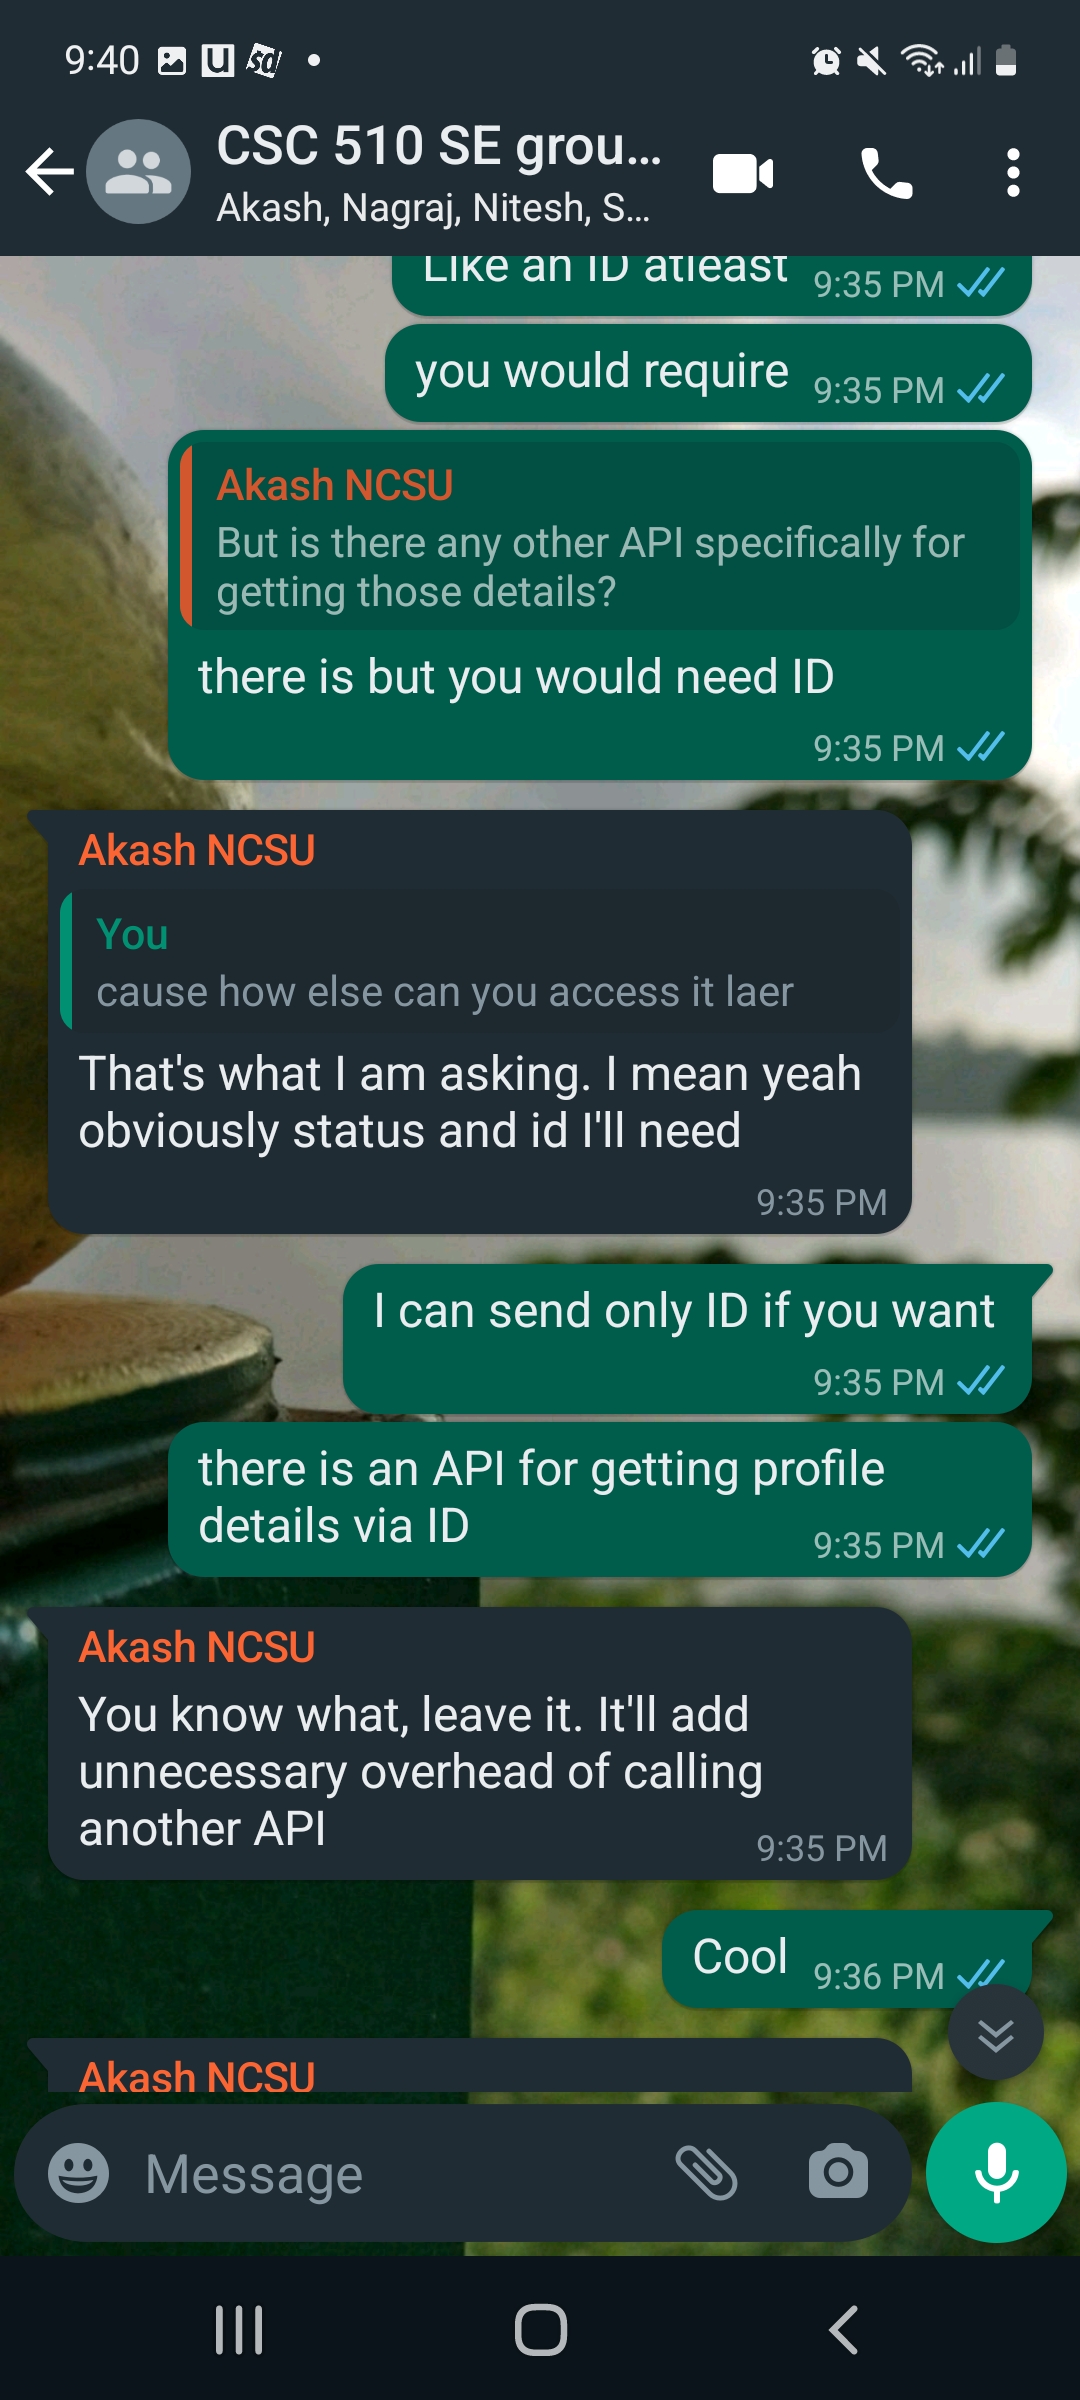 9:40
CSC 510 SE grou...
Akash, Nagraj, Nitesh, S...
Like an ID atleast 9:35 PM
you would require 9:35 PM
Akash NCSU
But is there any other API specifically for
getting those details?
there is but you would need ID
9:35 PM
Akash NCSU
You
cause how else can you access it laer
That's what I am asking. I mean yeah
obviously status and id I'll need
9:35 PM
I can send only ID if you want
9:35 PM
there is an API for getting profile
details via ID 9:35 PM
Akash NCSU
You know what, leave it. It'll add
unnecessary overhead of calling
another API 9:35 PM
Cool 9:36 PM
Akash NCSU
Message